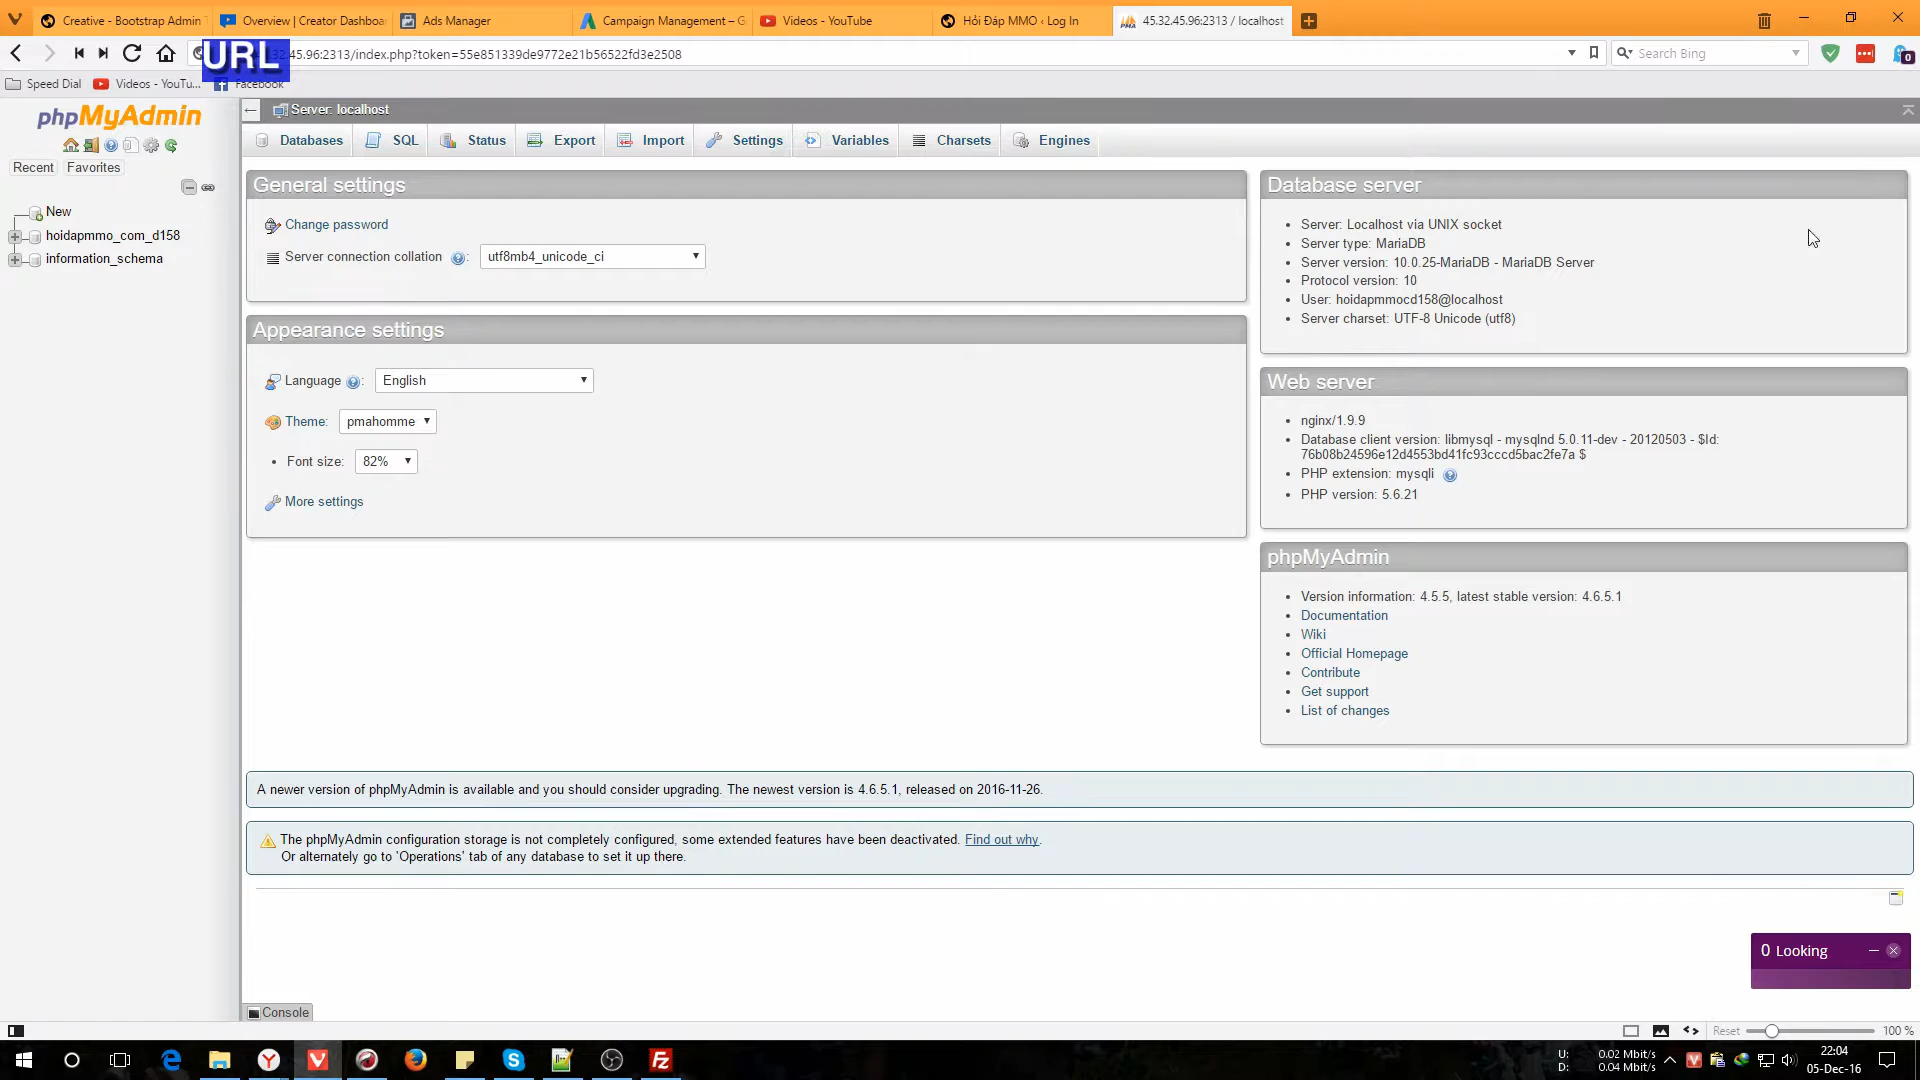 Creative - Bootstrap Admin
Overview | Creator Dashboa
Ads Manager
Campaign Management – G
Videos - YouTube
Hỏi Đáp MMO ‹ Log In
45.32.45.96:2313 / localhost
URL
.32.45.96:2313/index.php?token=55e851339de9772e21b56522fd3e2508
Search Bing
0
Speed Dial
Videos - YouTu...
Facebook
phpMyAdmin
Recent
Favorites
New
hoidapmmo_com_d158
information_schema
Server: localhost
Databases
SQL
Status
Export
Import
Settings
Variables
Charsets
Engines
General settings
Change password
Server connection collation
:
utf8mb4_unicode_ci
Appearance settings
Language
:
English
Theme:
pmahomme
Font size:
82%
More settings
Database server
Server: Localhost via UNIX socket
Server type: MariaDB
Server version: 10.0.25-MariaDB - MariaDB Server
Protocol version: 10
User: hoidapmmocd158@localhost
Server charset: UTF-8 Unicode (utf8)
Web server
nginx/1.9.9
Database client version: libmysql - mysqlnd 5.0.11-dev - 20120503 - $Id:
76b08b24596e12d4553bd41fc93cccd5bac2fe7a $
PHP extension: mysqli
PHP version: 5.6.21
phpMyAdmin
Version information: 4.5.5, latest stable version: 4.6.5.1
Documentation
Wiki
Official Homepage
Contribute
Get support
List of changes
A newer version of phpMyAdmin is available and you should consider upgrading. The newest version is 4.6.5.1, released on 2016-11-26.
The phpMyAdmin configuration storage is not completely configured, some extended features have been deactivated. Find out why.
Or alternately go to 'Operations' tab of any database to set it up there.
0 Looking
Console
Reset
100 %
U:
0.02 Mbit/s
D:
0.04 Mbit/s
22:04
05-Dec-16